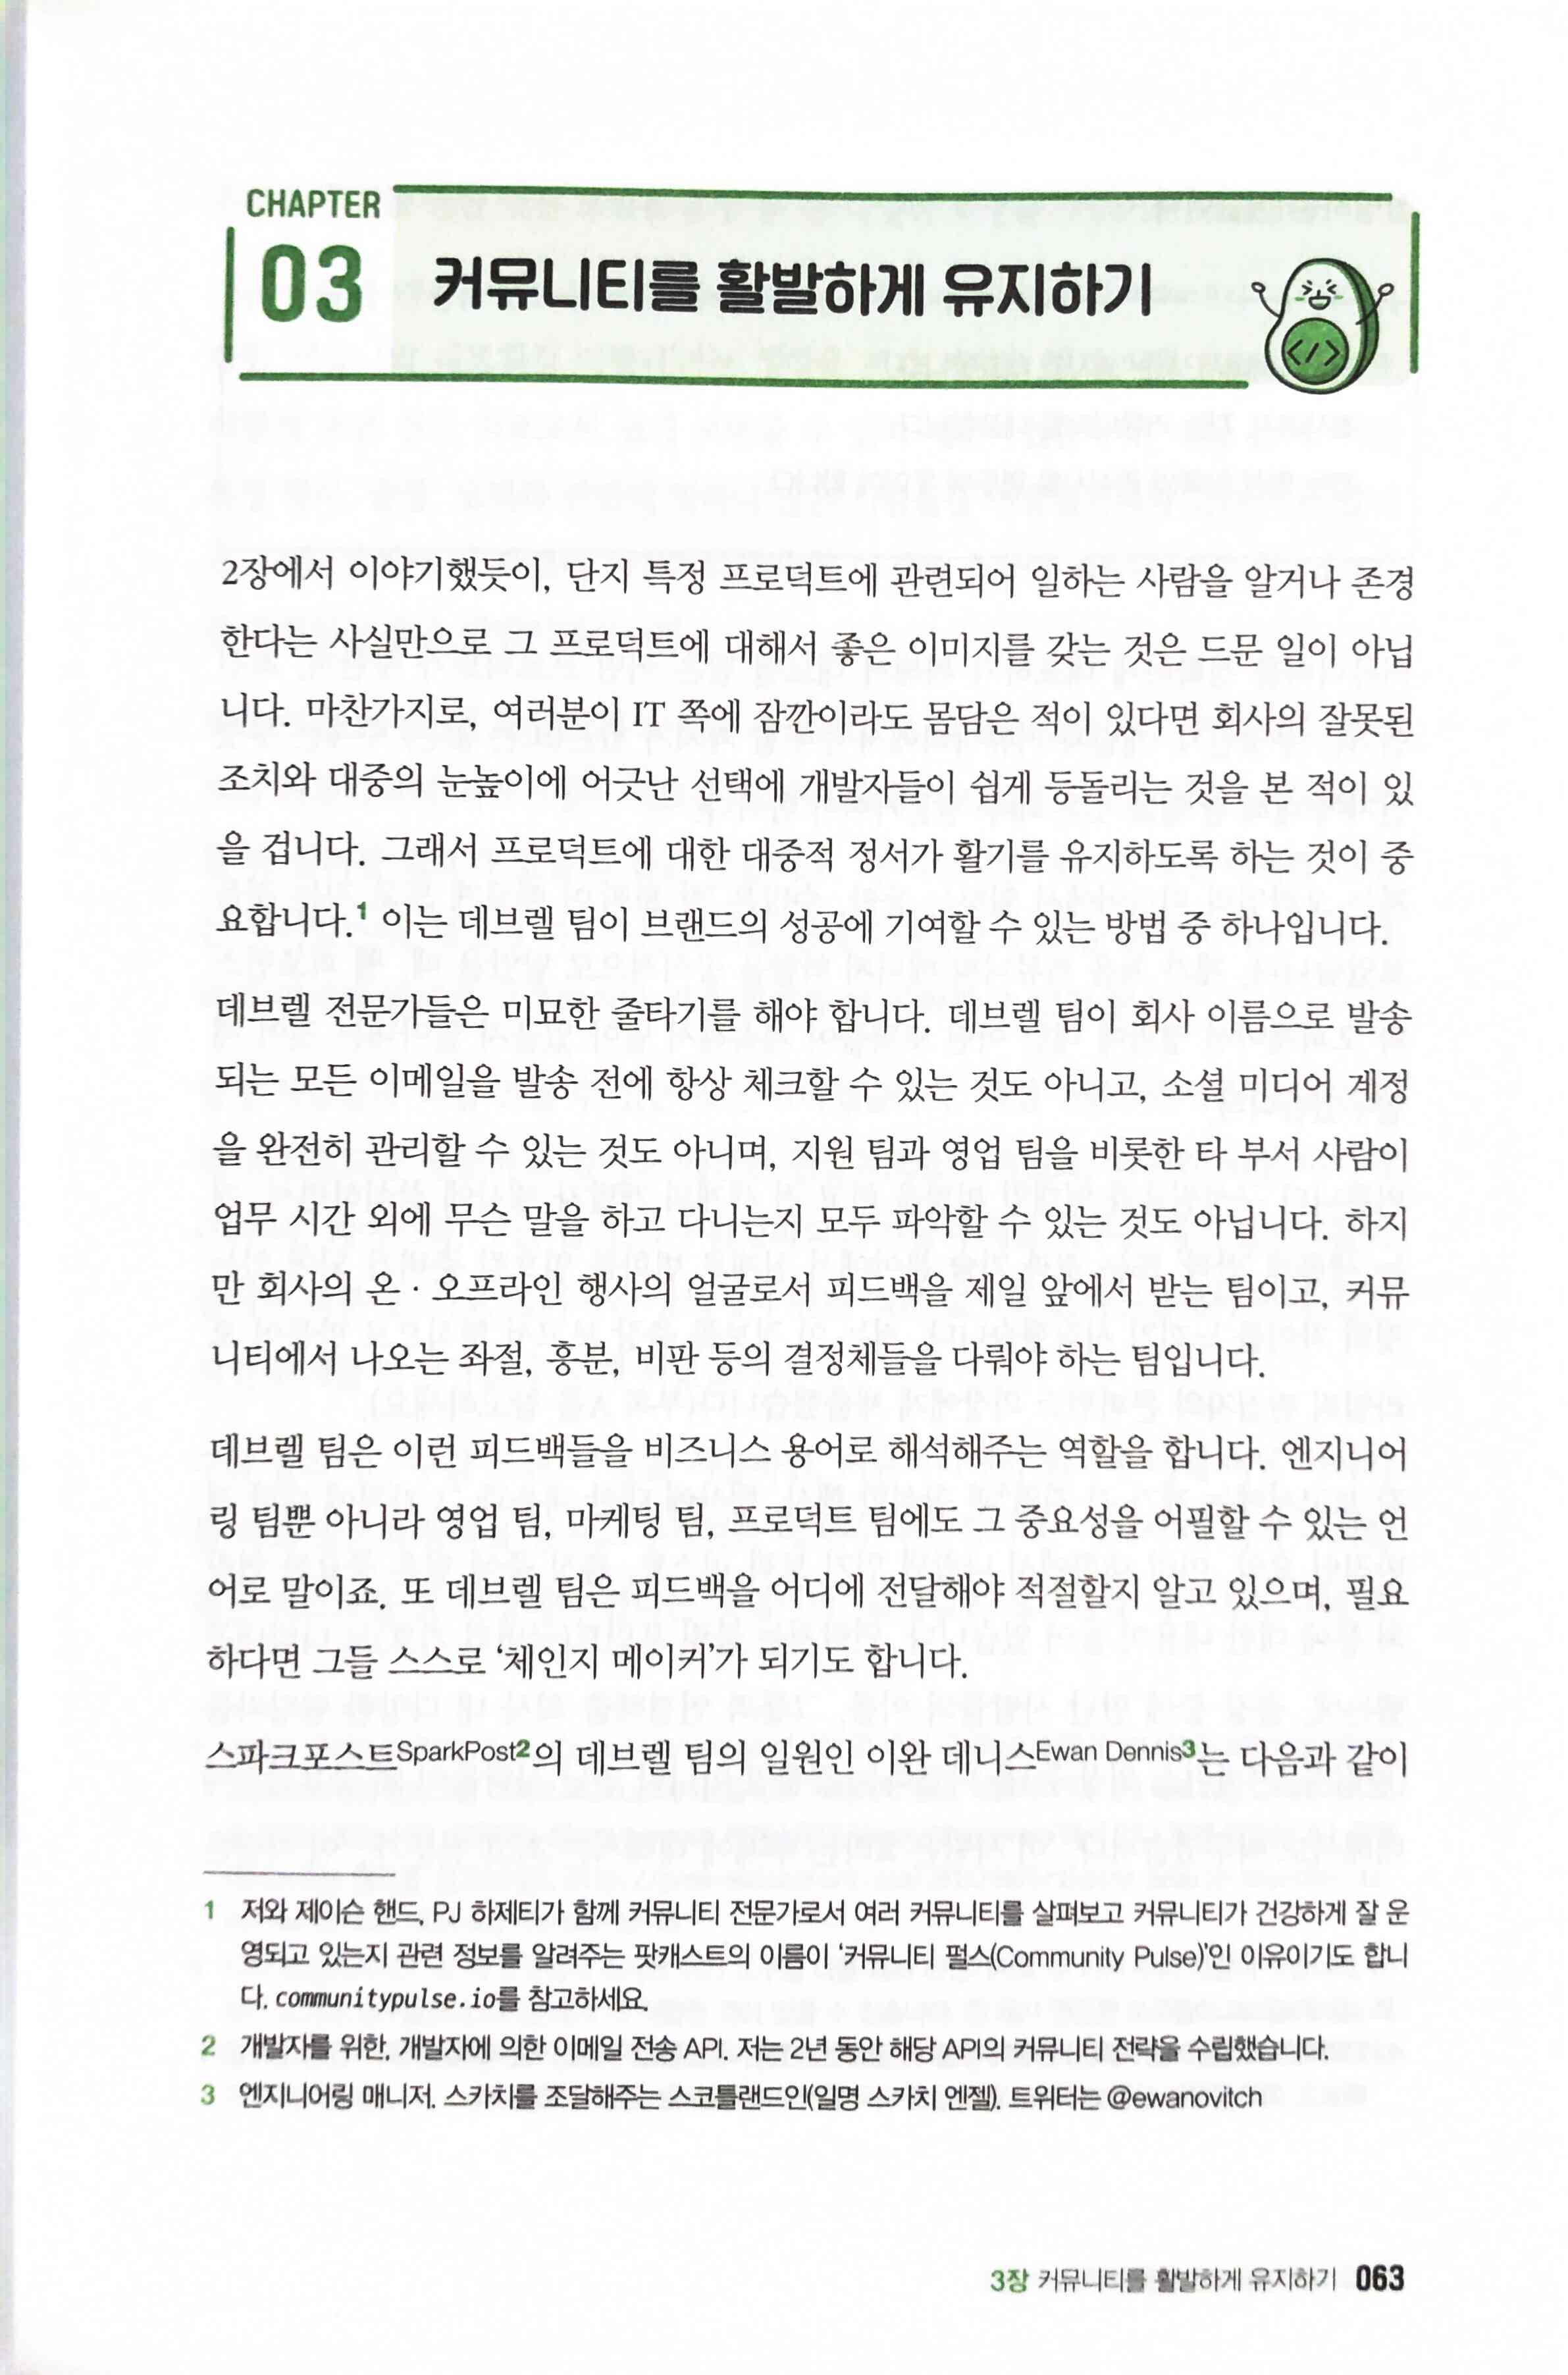 CHAPTER
03 커뮤니티를 활발하게 유지하기
</>
2장에서 이야기했듯이, 단지 특정 프로덕트에 관련되어 일하는 사람을 알거나 존경
한다는 사실만으로 그 프로덕트에 대해서 좋은 이미지를 갖는 것은 드문 일이 아닙
니다. 마찬가지로, 여러분이 IT 쪽에 잠깐이라도 몸담은 적이 있다면 회사의 잘못된
조치와 대중의 눈높이에 어긋난 선택에 개발자들이 쉽게 등돌리는 것을 본 적이 있
을 겁니다. 그래서 프로덕트에 대한 대중적 정서가 활기를 유지하도록 하는 것이 중
요합니다.1 이는 데브렐 팀이 브랜드의 성공에 기여할 수 있는 방법 중 하나입니다.
데브렐 전문가들은 미묘한 줄타기를 해야 합니다. 데브렐 팀이 회사 이름으로 발송
되는 모든 이메일을 발송 전에 항상 체크할 수 있는 것도 아니고, 소셜 미디어 계정
을 완전히 관리할 수 있는 것도 아니며, 지원 팀과 영업 팀을 비롯한 타 부서 사람이
업무 시간 외에 무슨 말을 하고 다니는지 모두 파악할 수 있는 것도 아닙니다. 하지
만 회사의 온 · 오프라인 행사의 얼굴로서 피드백을 제일 앞에서 받는 팀이고, 커뮤
니티에서 나오는 좌절, 흥분, 비판 등의 결정체들을 다뤄야 하는 팀입니다.
데브렐 팀은 이런 피드백들을 비즈니스 용어로 해석해주는 역할을 합니다. 엔지니어
링 팀뿐 아니라 영업 팀, 마케팅 팀, 프로덕트 팀에도 그 중요성을 어필할 수 있는 언
어로 말이죠. 또 데브렐 팀은 피드백을 어디에 전달해야 적절할지 알고 있으며, 필요
하다면 그들 스스로 ‘체인지 메이커’가 되기도 합니다.
스파크포스트SparkPost2의 데브렐 팀의 일원인 이완 데니스Ewan Dennis3는 다음과 같이
1 저와 제이슨 핸드, PJ 하제티가 함께 커뮤니티 전문가로서 여러 커뮤니티를 살펴보고 커뮤니티가 건강하게 잘 운
영되고 있는지 관련 정보를 알려주는 팟캐스트의 이름이 ‘커뮤니티 펄스(Community Pulse)’인 이유이기도 합니
다. communitypulse.io를 참고하세요.
2 개발자를 위한, 개발자에 의한 이메일 전송 API. 저는 2년 동안 해당 API의 커뮤니티 전략을 수립했습니다.
3 엔지니어링 매니저. 스카치를 조달해주는 스코틀랜드인(일명 스카치 엔젤). 트위터는 @ewanovitch
3장 커뮤니티를 활발하게 유지하기 063